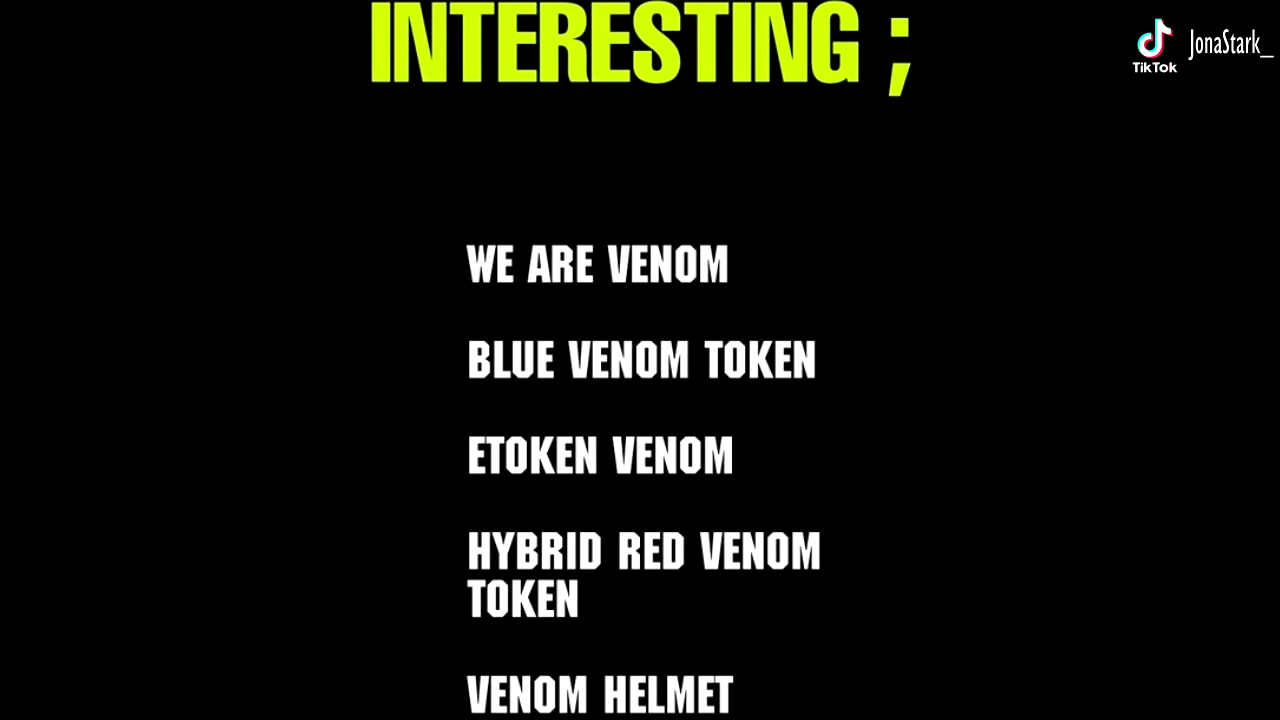 INTERESTING ;
TikTok
JonaStark_
WE ARE VENOM
BLUE VENOM TOKEN
ETOKEN VENOM
HYBRID RED VENOM
TOKEN
VENOM HELMET